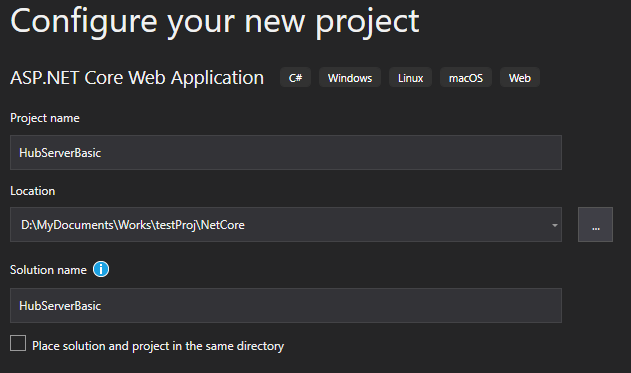 Configure your new project
ASP.NET Core Web Application C# Windows Linux macOS Web
Project name
HubServerBasic
Location
D:\MyDocuments\Works\testProj\NetCore ...
Solution name i
HubServerBasic
Place solution and project in the same directory